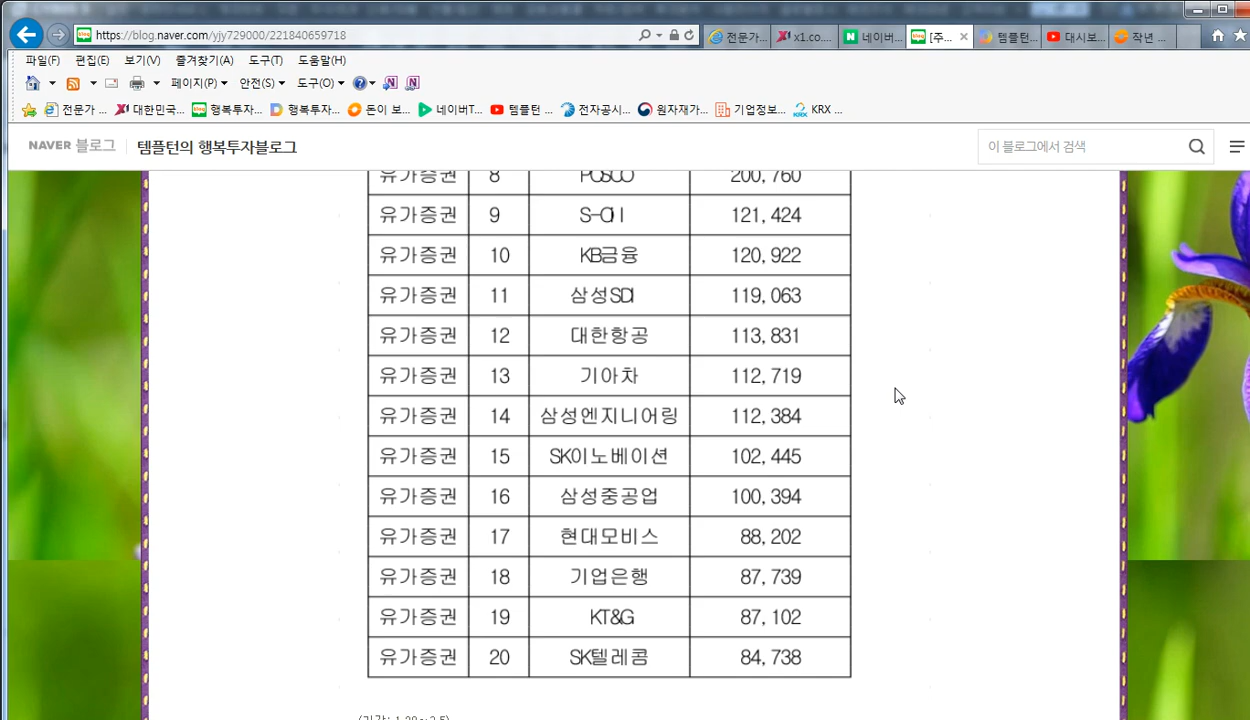 https://blog.naver.com/yjy729000/221840659718
전문가...
x1.co....
네이버...
[주...
템플턴...
대시보...
작년 ...
파일(F) 편집(E) 보기(V) 즐겨찾기(A) 도구(T) 도움말(H)
페이지(P) 안전(S) 도구(O)
전문가 ... 대한민국... 행복투자... 행복투자... 돈이 보... 네이버T... 템플턴 ... 전자공시... 원자재가... 기업정보... KRX ...
NAVER 블로그 템플턴의 행복투자블로그 이 블로그에서 검색
유가증권 8 POSCO 200,760
유가증권 9 S-Oil 121,424
유가증권 10 KB금융 120,922
유가증권 11 삼성SDI 119,063
유가증권 12 대한항공 113,831
유가증권 13 기아차 112,719
유가증권 14 삼성엔지니어링 112,384
유가증권 15 SK이노베이션 102,445
유가증권 16 삼성중공업 100,394
유가증권 17 현대모비스 88,202
유가증권 18 기업은행 87,739
유가증권 19 KT&G 87,102
유가증권 20 SK텔레콤 84,738